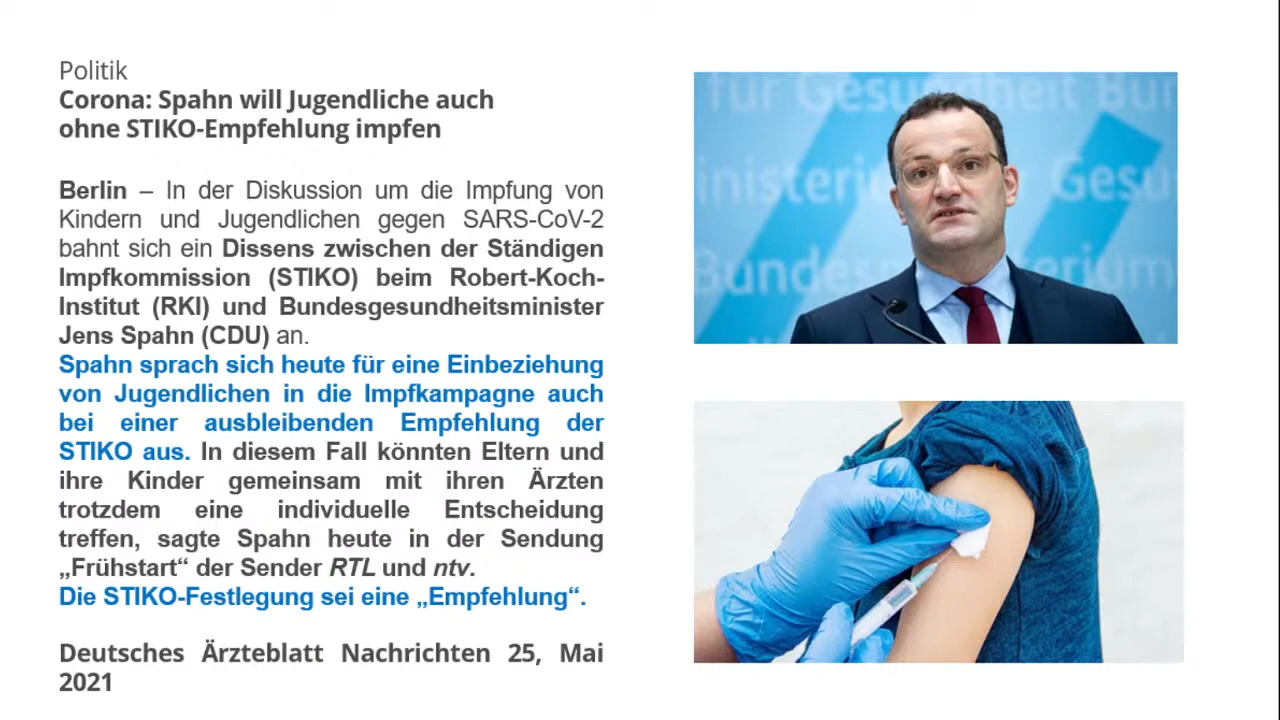 Politik
Corona: Spahn will Jugendliche auch
ohne STIKO-Empfehlung impfen
Berlin – In der Diskussion um die Impfung von
Kindern und Jugendlichen gegen SARS-CoV-2
bahnt sich ein Dissens zwischen der Ständigen
Impfkommission (STIKO) beim Robert-Koch-
Institut (RKI) und Bundesgesundheitsminister
Jens Spahn (CDU) an.
Spahn sprach sich heute für eine Einbeziehung
von Jugendlichen in die Impfkampagne auch
bei einer ausbleibenden Empfehlung der
STIKO aus. In diesem Fall könnten Eltern und
ihre Kinder gemeinsam mit ihren Ärzten
trotzdem eine individuelle Entscheidung
treffen, sagte Spahn heute in der Sendung
„Frühstart“ der Sender RTL und ntv.
Die STIKO-Festlegung sei eine „Empfehlung“.
Deutsches Ärzteblatt Nachrichten 25, Mai
2021
für Gesundheit Bun
Gesu